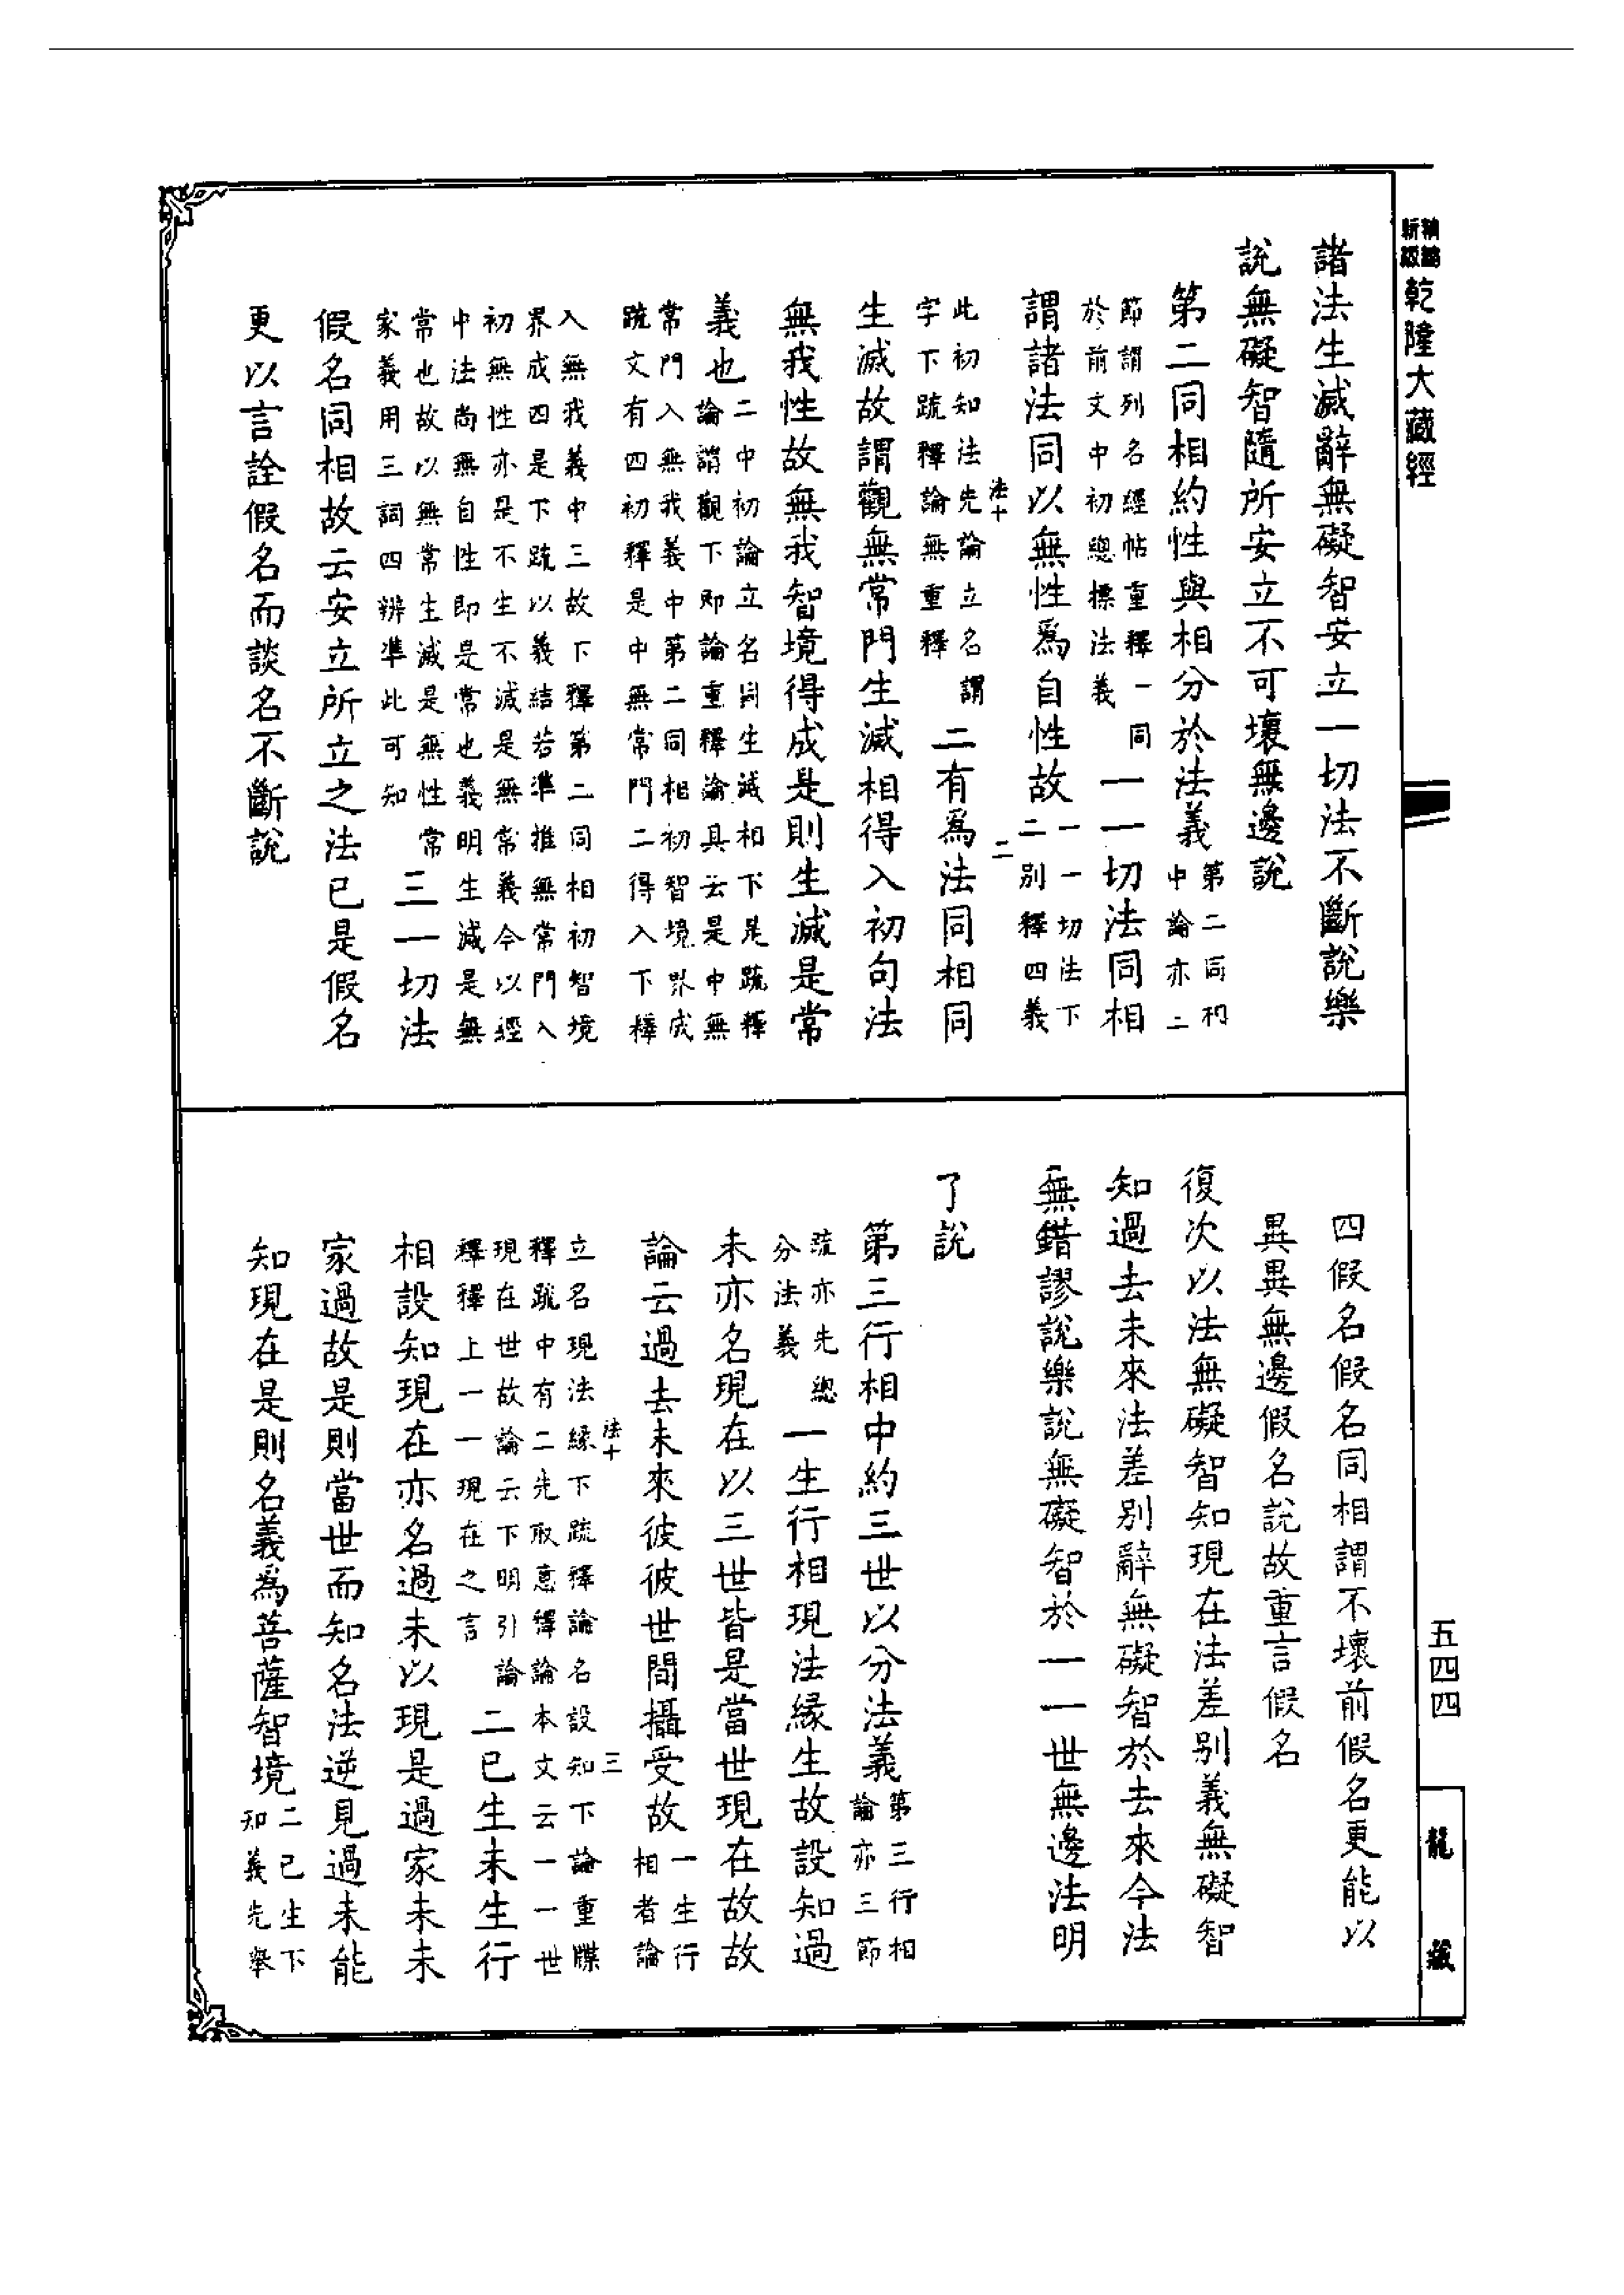 乾隆大藏經
諸法生滅辭無礙智安立一切法不斷說樂
說無礙智隨所安立不可壞無邊說
第二同相約性與相分於法義第二同相中論亦二
節謂列名經帖重釋一同於前文中初總標法義一一切法同相
謂諸法同以無性為自性故一一切法下二別釋四義
法十 二
此初知法先論立名謂字下疏釋論無重釋二有為法同相同
生滅故謂觀無常門生滅相得入初句法
無我性故無我智境得成是則生滅是常
義也二中初論立名同生滅相下是疏釋論謂觀下即論重釋論具云是中無
常門入無我義中第二同相初智境界成疏文有四初釋是中無常門二得入下釋
入無我義中三故下釋第二同相初智境界成四是下疏以義結若準推無常門入
初無性亦是不生不滅是無常義今以經中法尚無自性即是常也義明生滅是無
常也故以無常生滅是無性常家義用三詞四辨準此可知三一切法
假名同相故云安立所立之法已是假名
更以言詮假名而談名不斷說
四假名假名同相謂不壞前假名更能以
異異無邊假名說故重言假名
復次以法無礙智知現在法差別義無礙智
知過去未來法差別辭無礙智於去來今法
無錯謬說樂說無礙智於一一世無邊法明
了說
第三行相中約三世以分法義第三行相論亦三節
疏亦先總分法義一生行相現法緣生故設知過
未亦名現在以三世皆是當世現在故故
論云過去未來彼彼世間攝受故一生行相者論
法十 三
立名現法緣下疏釋論名設知下論重牒釋疏中有二先取意釋論本文云一一世
現在世故論云下明引論釋釋上一一現在之言二已生未生行
相設知現在亦名過未以現是過家未未
家過故是則當世而知名法逆見過未能
知現在是則名義為菩薩智境二已生下知義先舉
五四四
龍藏